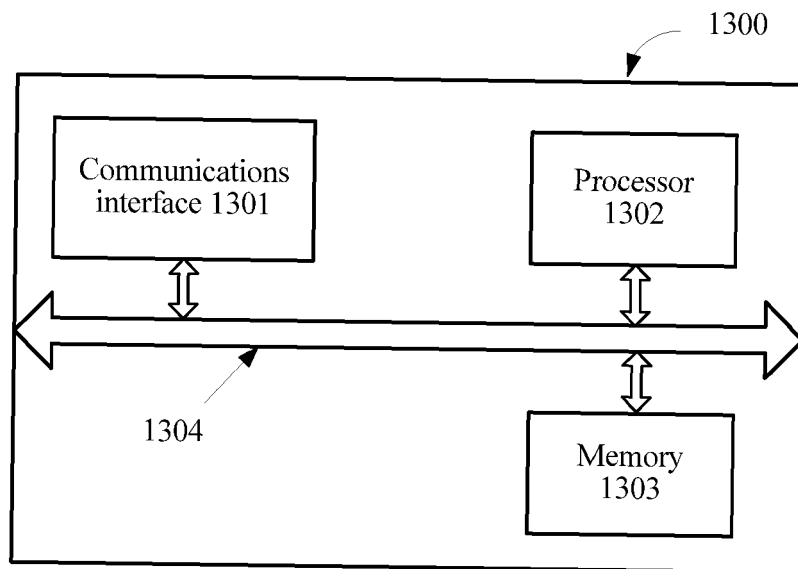 1300
Communications
interface 1301
Processor
1302
1304
Memory
1303